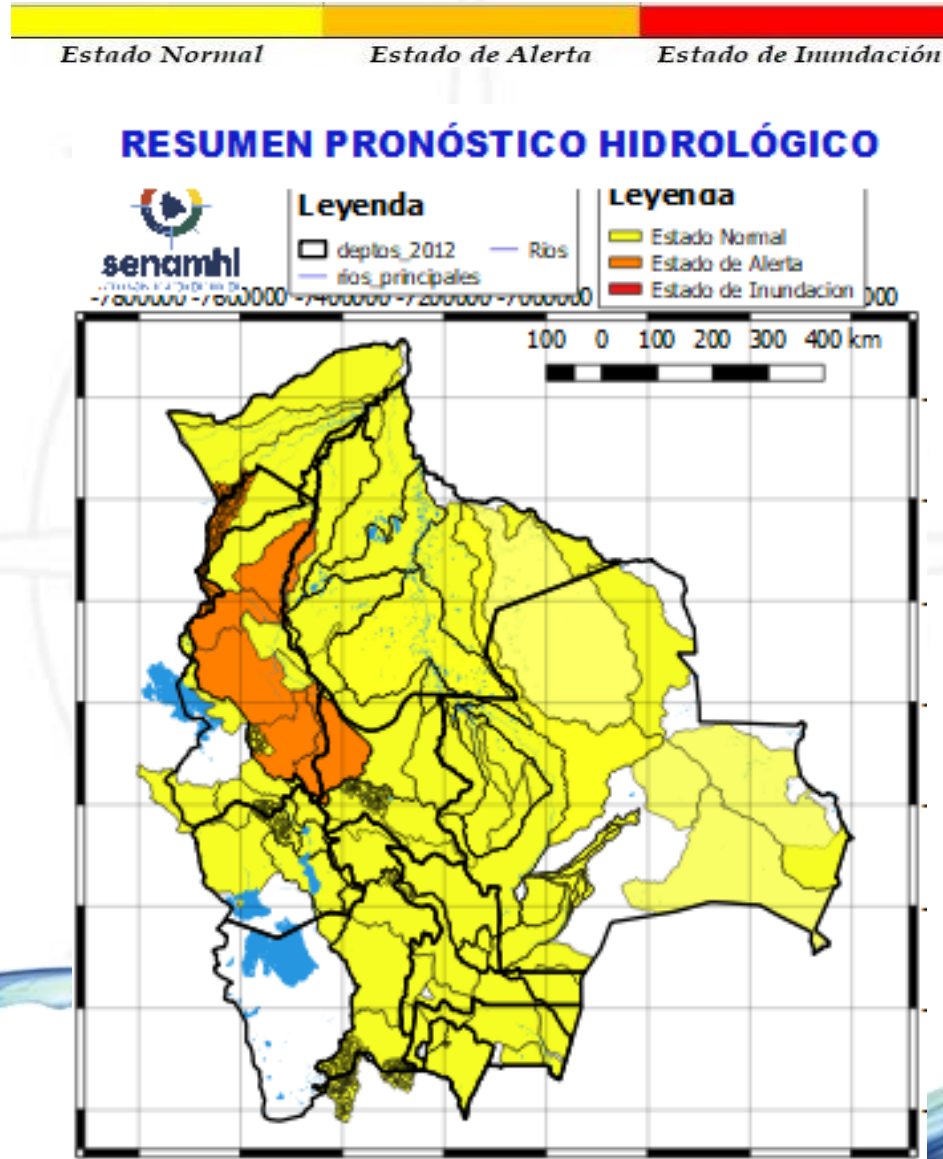 Estado Normal Estado de Alerta Estado de Inundación
RESUMEN PRONÓSTICO HIDROLÓGICO
senamhi
Leyenda
deptos_2012 Rios
rios_principales
Leyenda
Estado Normal
Estado de Alerta
Estado de Inundacion
-7800000 -7600000 -7400000 -7200000 -7000000
100 0 100 200 300 400 km